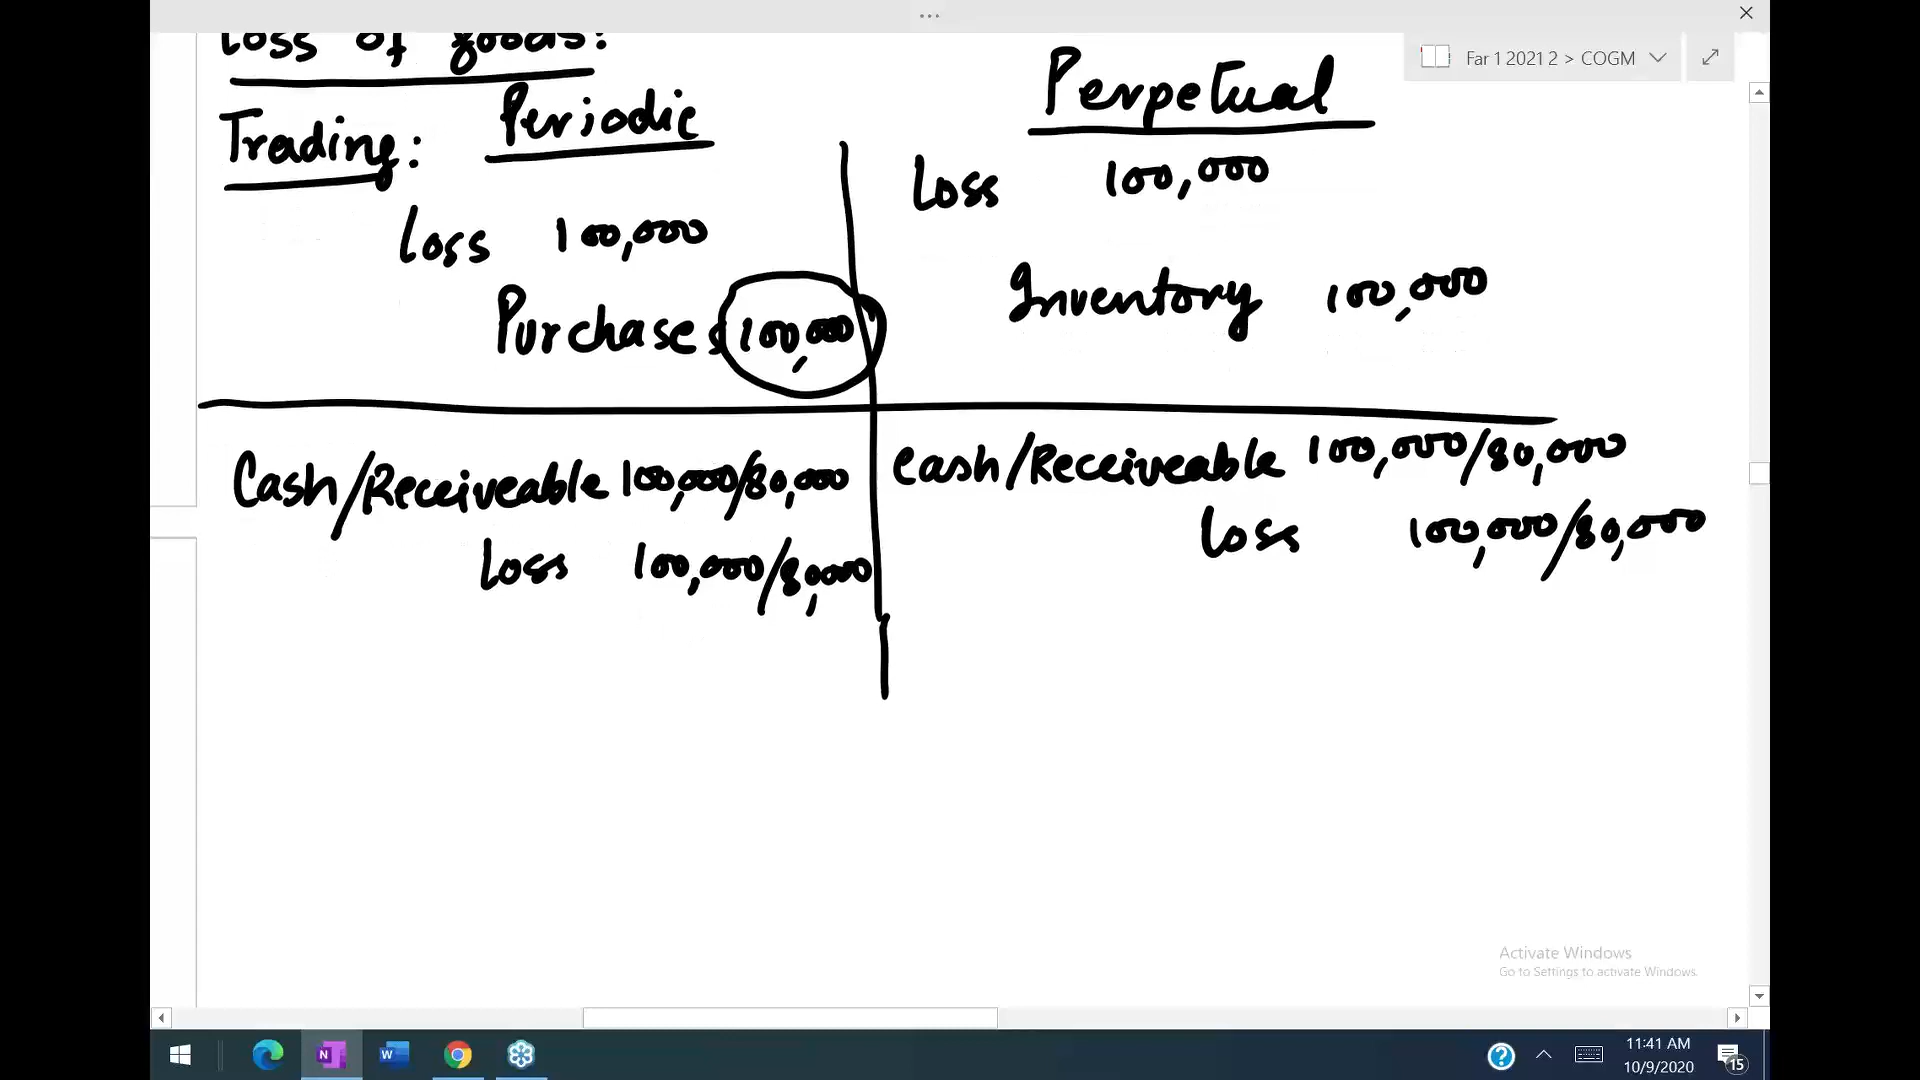 Loss of goods:
Far 1 2021 2 > COGM
Trading: Periodic
Perpetual
Loss 100,000
Purchases 100,000
Loss 100,000
Inventory 100,000
Cash/Receiveable 100,000/80,000
Loss 100,000/80,000
Cash/Receiveable 100,000/80,000
Loss 100,000/80,000
Activate Windows
Go to Settings to activate Windows.
11:41 AM
10/9/2020
15